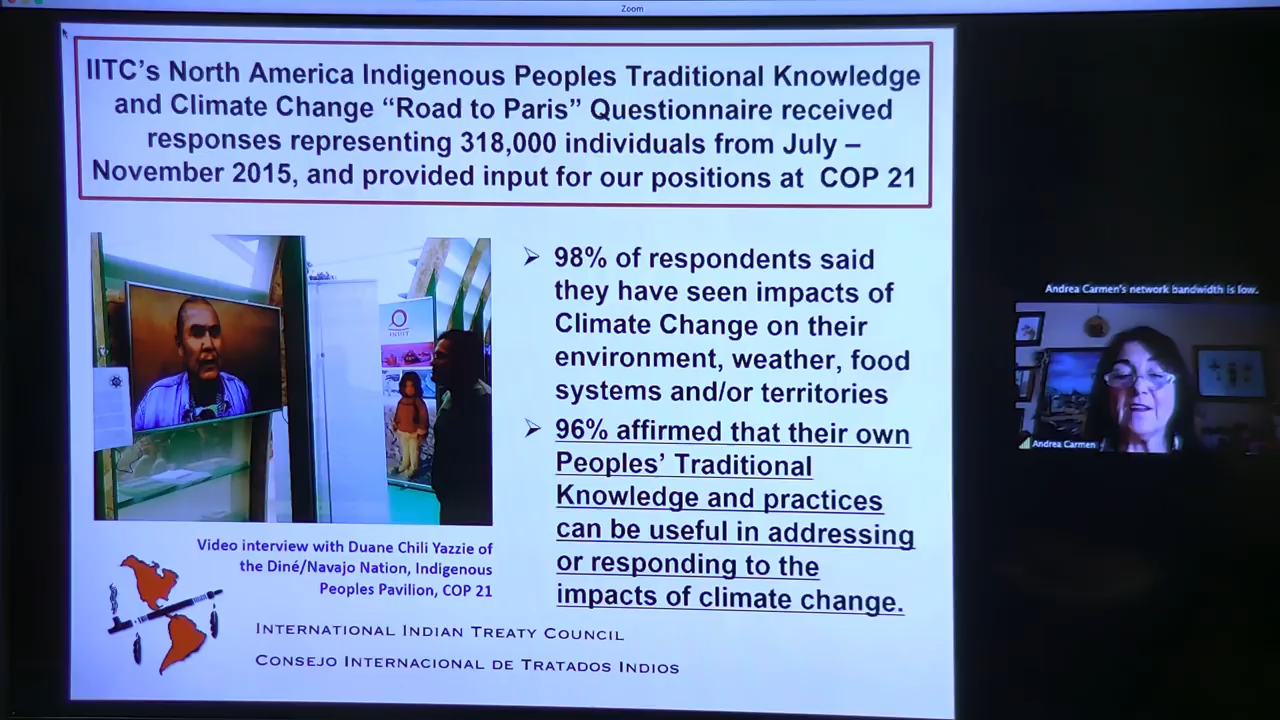 Zoom
IITC's North America Indigenous Peoples Traditional Knowledge
and Climate Change “Road to Paris” Questionnaire received
responses representing 318,000 individuals from July –
November 2015, and provided input for our positions at COP 21
98% of respondents said
they have seen impacts of
Climate Change on their
environment, weather, food
systems and/or territories
96% affirmed that their own
Peoples’ Traditional
Knowledge and practices
can be useful in addressing
or responding to the
impacts of climate change.
INUIT
Video interview with Duane Chili Yazzie of
the Diné/Navajo Nation, Indigenous
Peoples Pavilion, COP 21
International Indian Treaty Council
Consejo Internacional de Tratados Indios
Andrea Carmen's network bandwidth is low.
Andrea Carmen